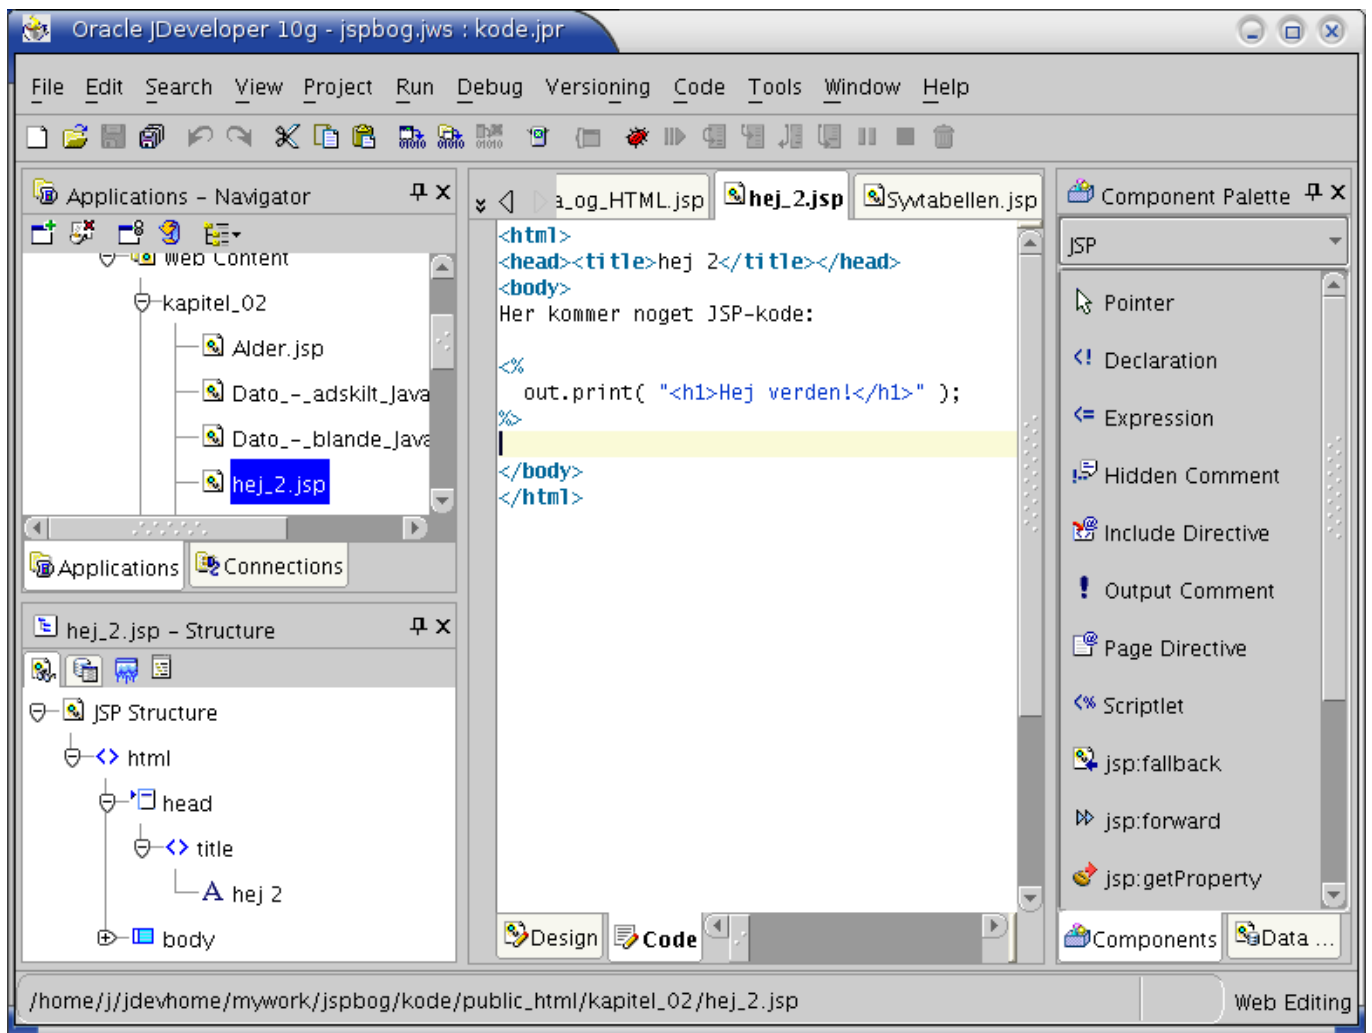 Oracle JDeveloper 10g - jspbog.jws : kode.jpr
File Edit Search View Project Run Debug Versioning Code Tools Window Help
Applications - Navigator
Web Content
kapitel_02
Alder.jsp
Dato_-_adskilt_Java
Dato_-_blande_Java
hej_2.jsp
Applications Connections
hej_2.jsp - Structure
JSP Structure
html
head
title
A hej 2
body
a_og_HTML.jsp hej_2.jsp Syvtabellen.jsp
<html>
<head><title>hej 2</title></head>
<body>
Her kommer noget JSP-kode:
<%
out.print( "<h1>Hej verden!</h1>" );
%>
</body>
</html>
Design Code
Component Palette
JSP
Pointer
<! Declaration
<= Expression
Hidden Comment
Include Directive
! Output Comment
Page Directive
<% Scriptlet
jsp:fallback
jsp:forward
jsp:getProperty
Components Data ...
/home/j/jdevhome/mywork/jspbog/kode/public_html/kapitel_02/hej_2.jsp
Web Editing